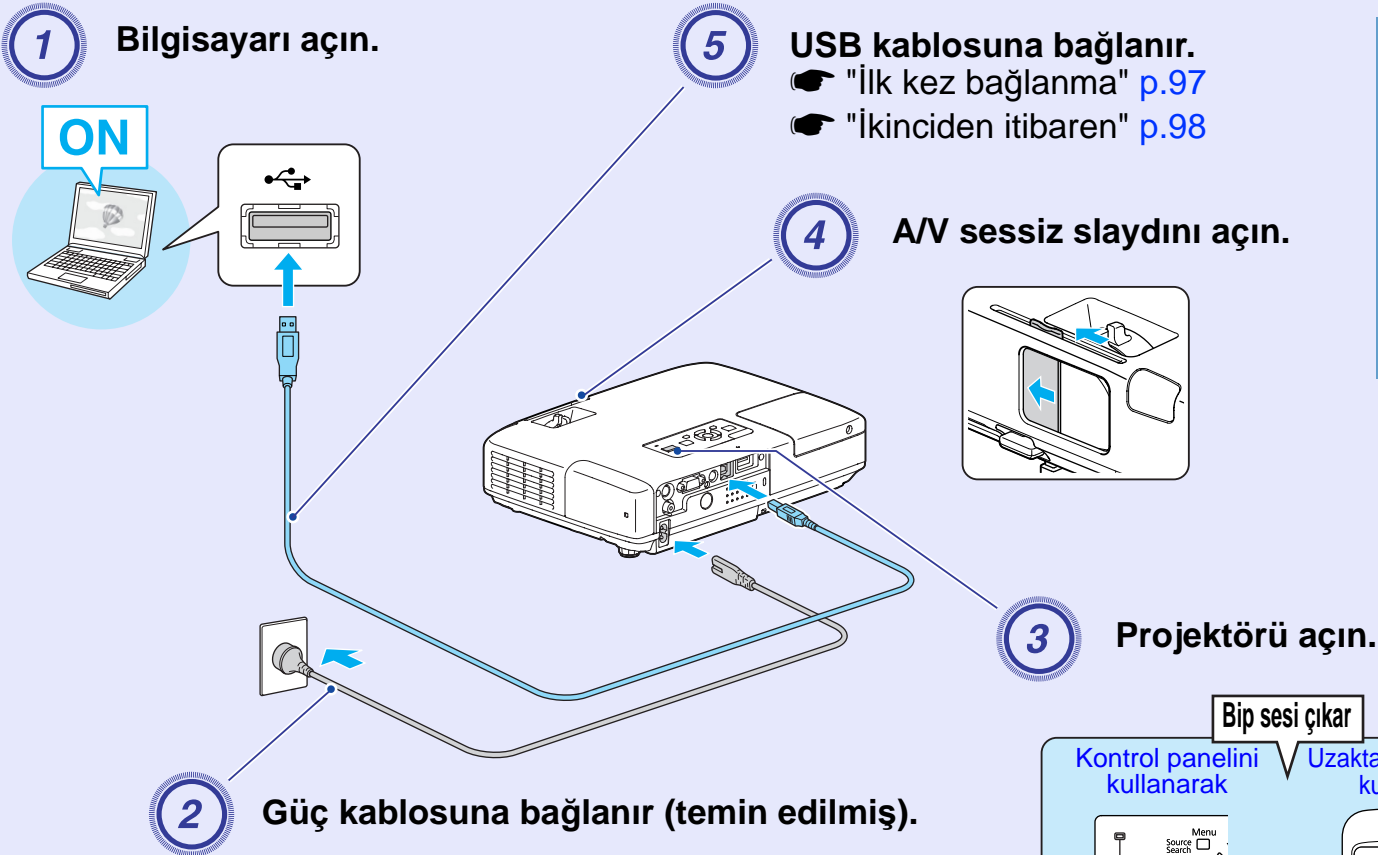 1
Bilgisayarı açın.
ON
5
USB kablosuna bağlanır.
"İlk kez bağlanma" p.97
"İkinciden itibaren" p.98
4
A/V sessiz slaydını açın.
3
Projektörü açın.
Bip sesi çıkar
Kontrol panelini
kullanarak
Menu
Source
Search
2
Güç kablosuna bağlanır (temin edilmiş).